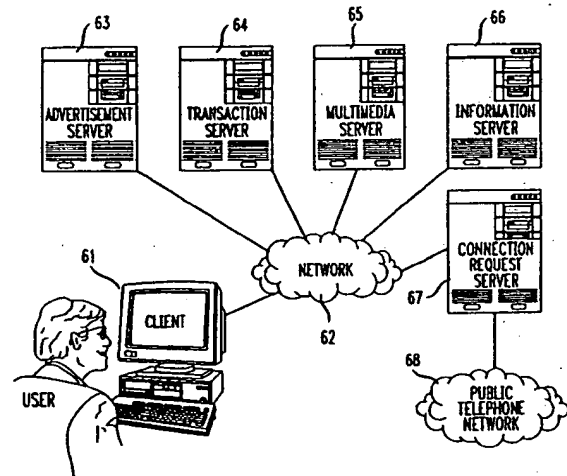 63
64
65
66
ADVERTISEMENT
SERVER
TRANSACTION
SERVER
MULTIMEDIA
SERVER
INFORMATION
SERVER
61
CLIENT
NETWORK
62
CONNECTION
REQUEST
SERVER
67
USER
68
PUBLIC
TELEPHONE
NETWORK